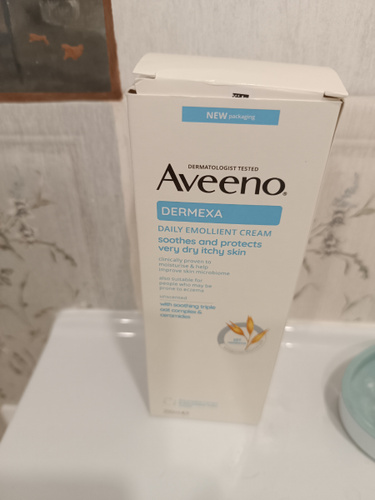 NEW packaging
DERMATOLOGIST TESTED
Aveeno®
DERMEXA
DAILY EMOLLIENT CREAM
soothes and protects
very dry itchy skin
clinically proven to
moisturise & help
improve skin microbiome
also suitable for
people who may be
prone to eczema
with soothing triple
oat complex &
ceramides